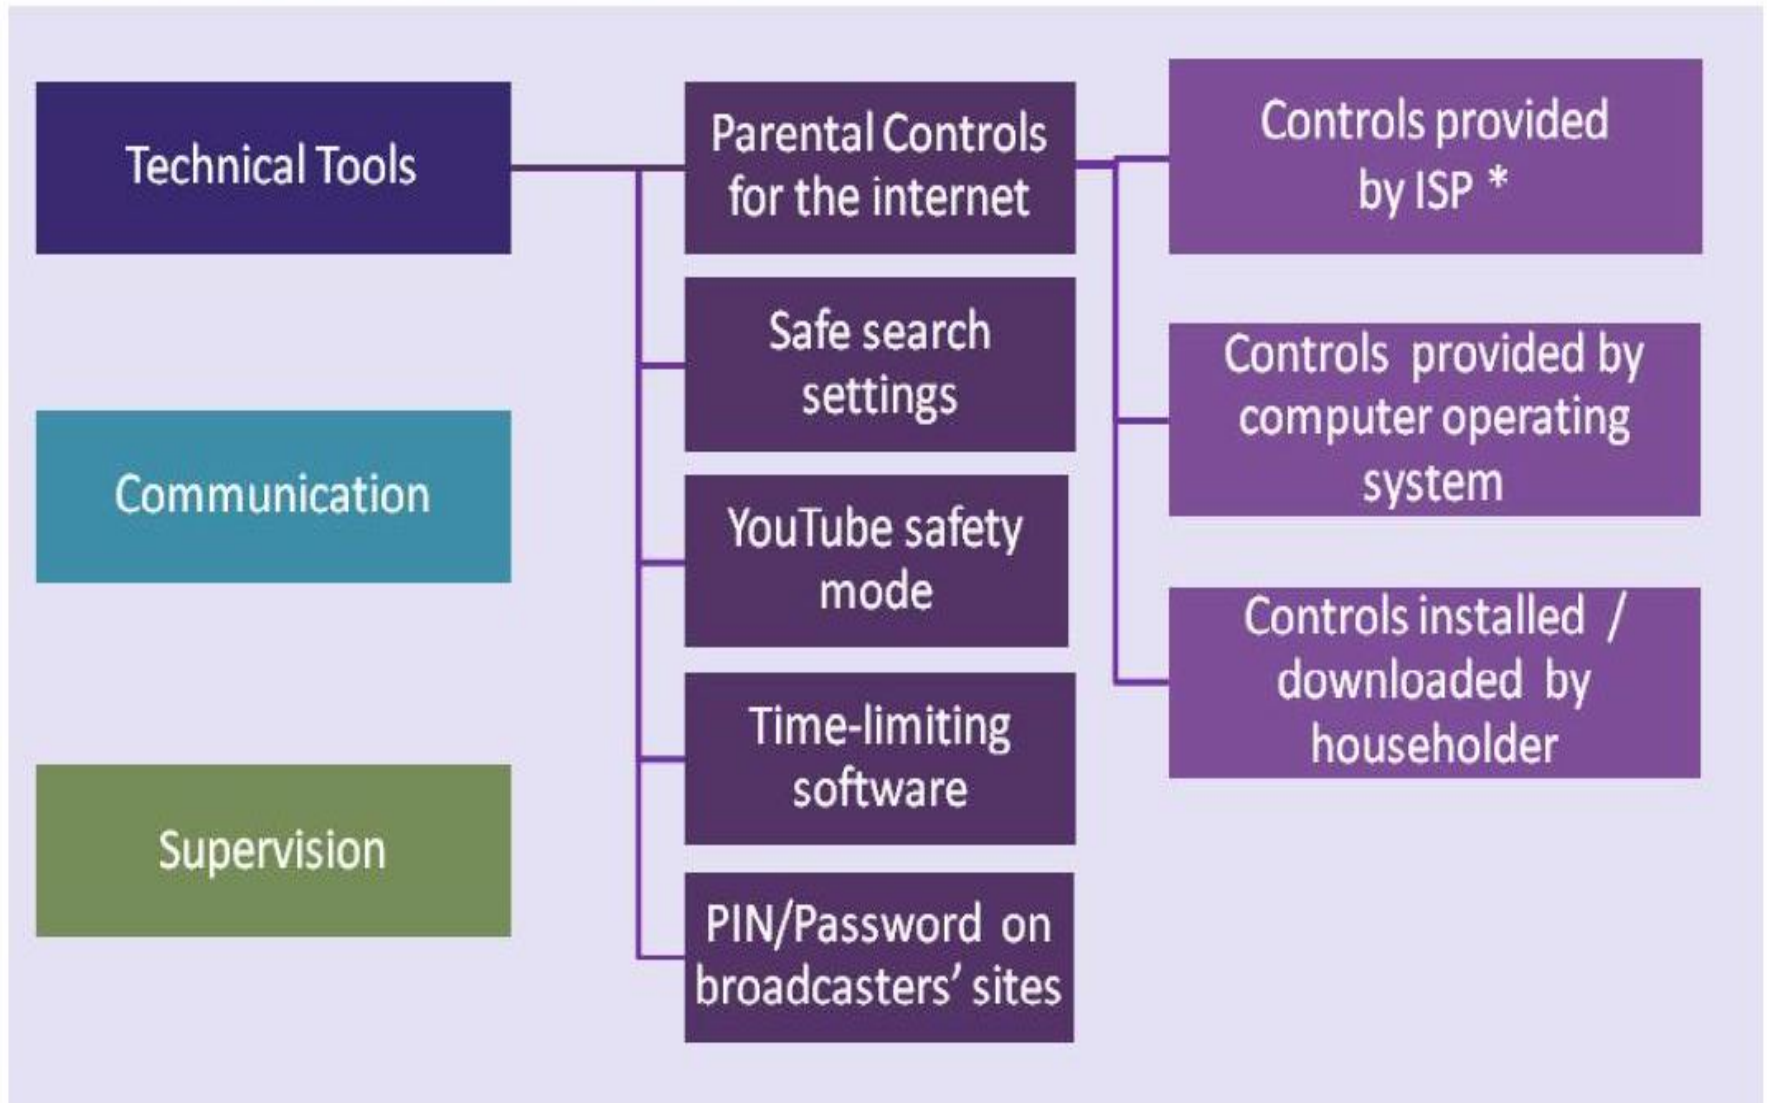 Technical Tools
Communication
Supervision
Parental Controls
for the internet
Safe search
settings
YouTube safety
mode
Time-limiting
software
PIN/Password on
broadcasters’ sites
Controls provided
by ISP *
Controls provided by
computer operating
system
Controls installed /
downloaded by
householder